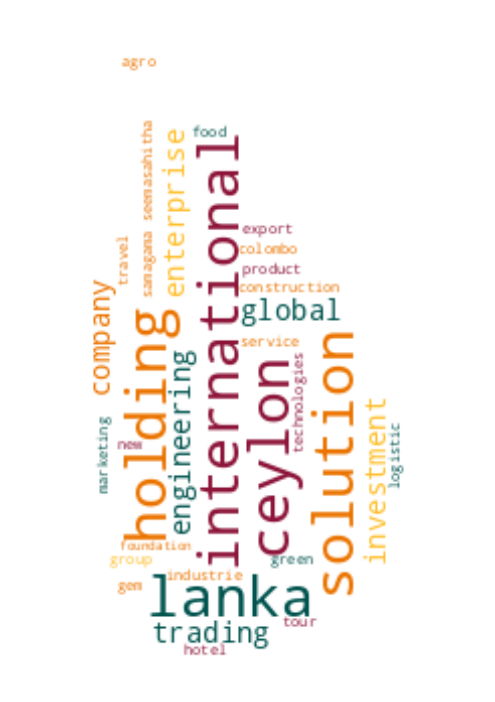 agro
food
seemasahitha
enterprise
international
export
colombo
travel
samagama
product
construction
company
holding
global
service
solution
engineering
ceylon
technologies
investment
marketing
new
logistic
foundation
group
green
industrie
gem
lanka
tour
trading
hotel